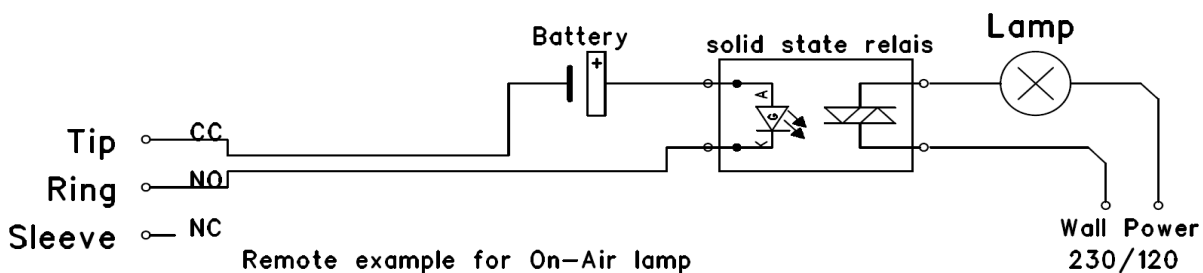 Lamp
Battery
solid state relais
+
A
G
K
Tip CC
Ring NO
Sleeve NC
Wall Power
230/120
Remote example for On-Air lamp